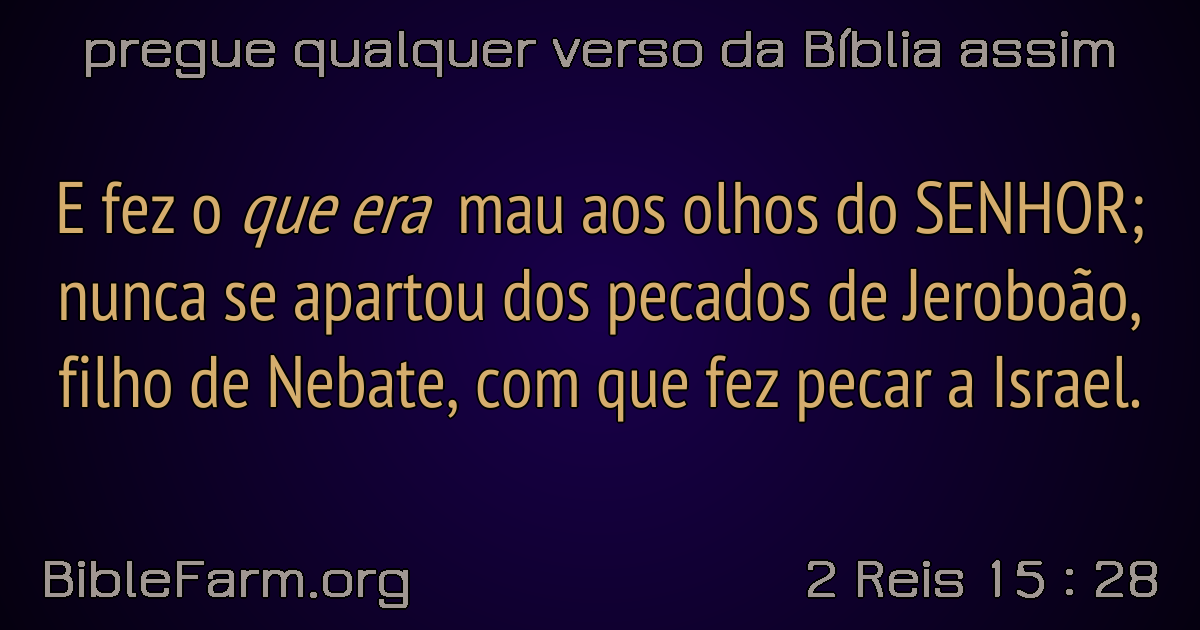 pregue qualquer verso da Bíblia assim
E fez o que era mau aos olhos do SENHOR;
nunca se apartou dos pecados de Jeroboão,
filho de Nebate, com que fez pecar a Israel.
BibleFarm.org
2 Reis 15 : 28